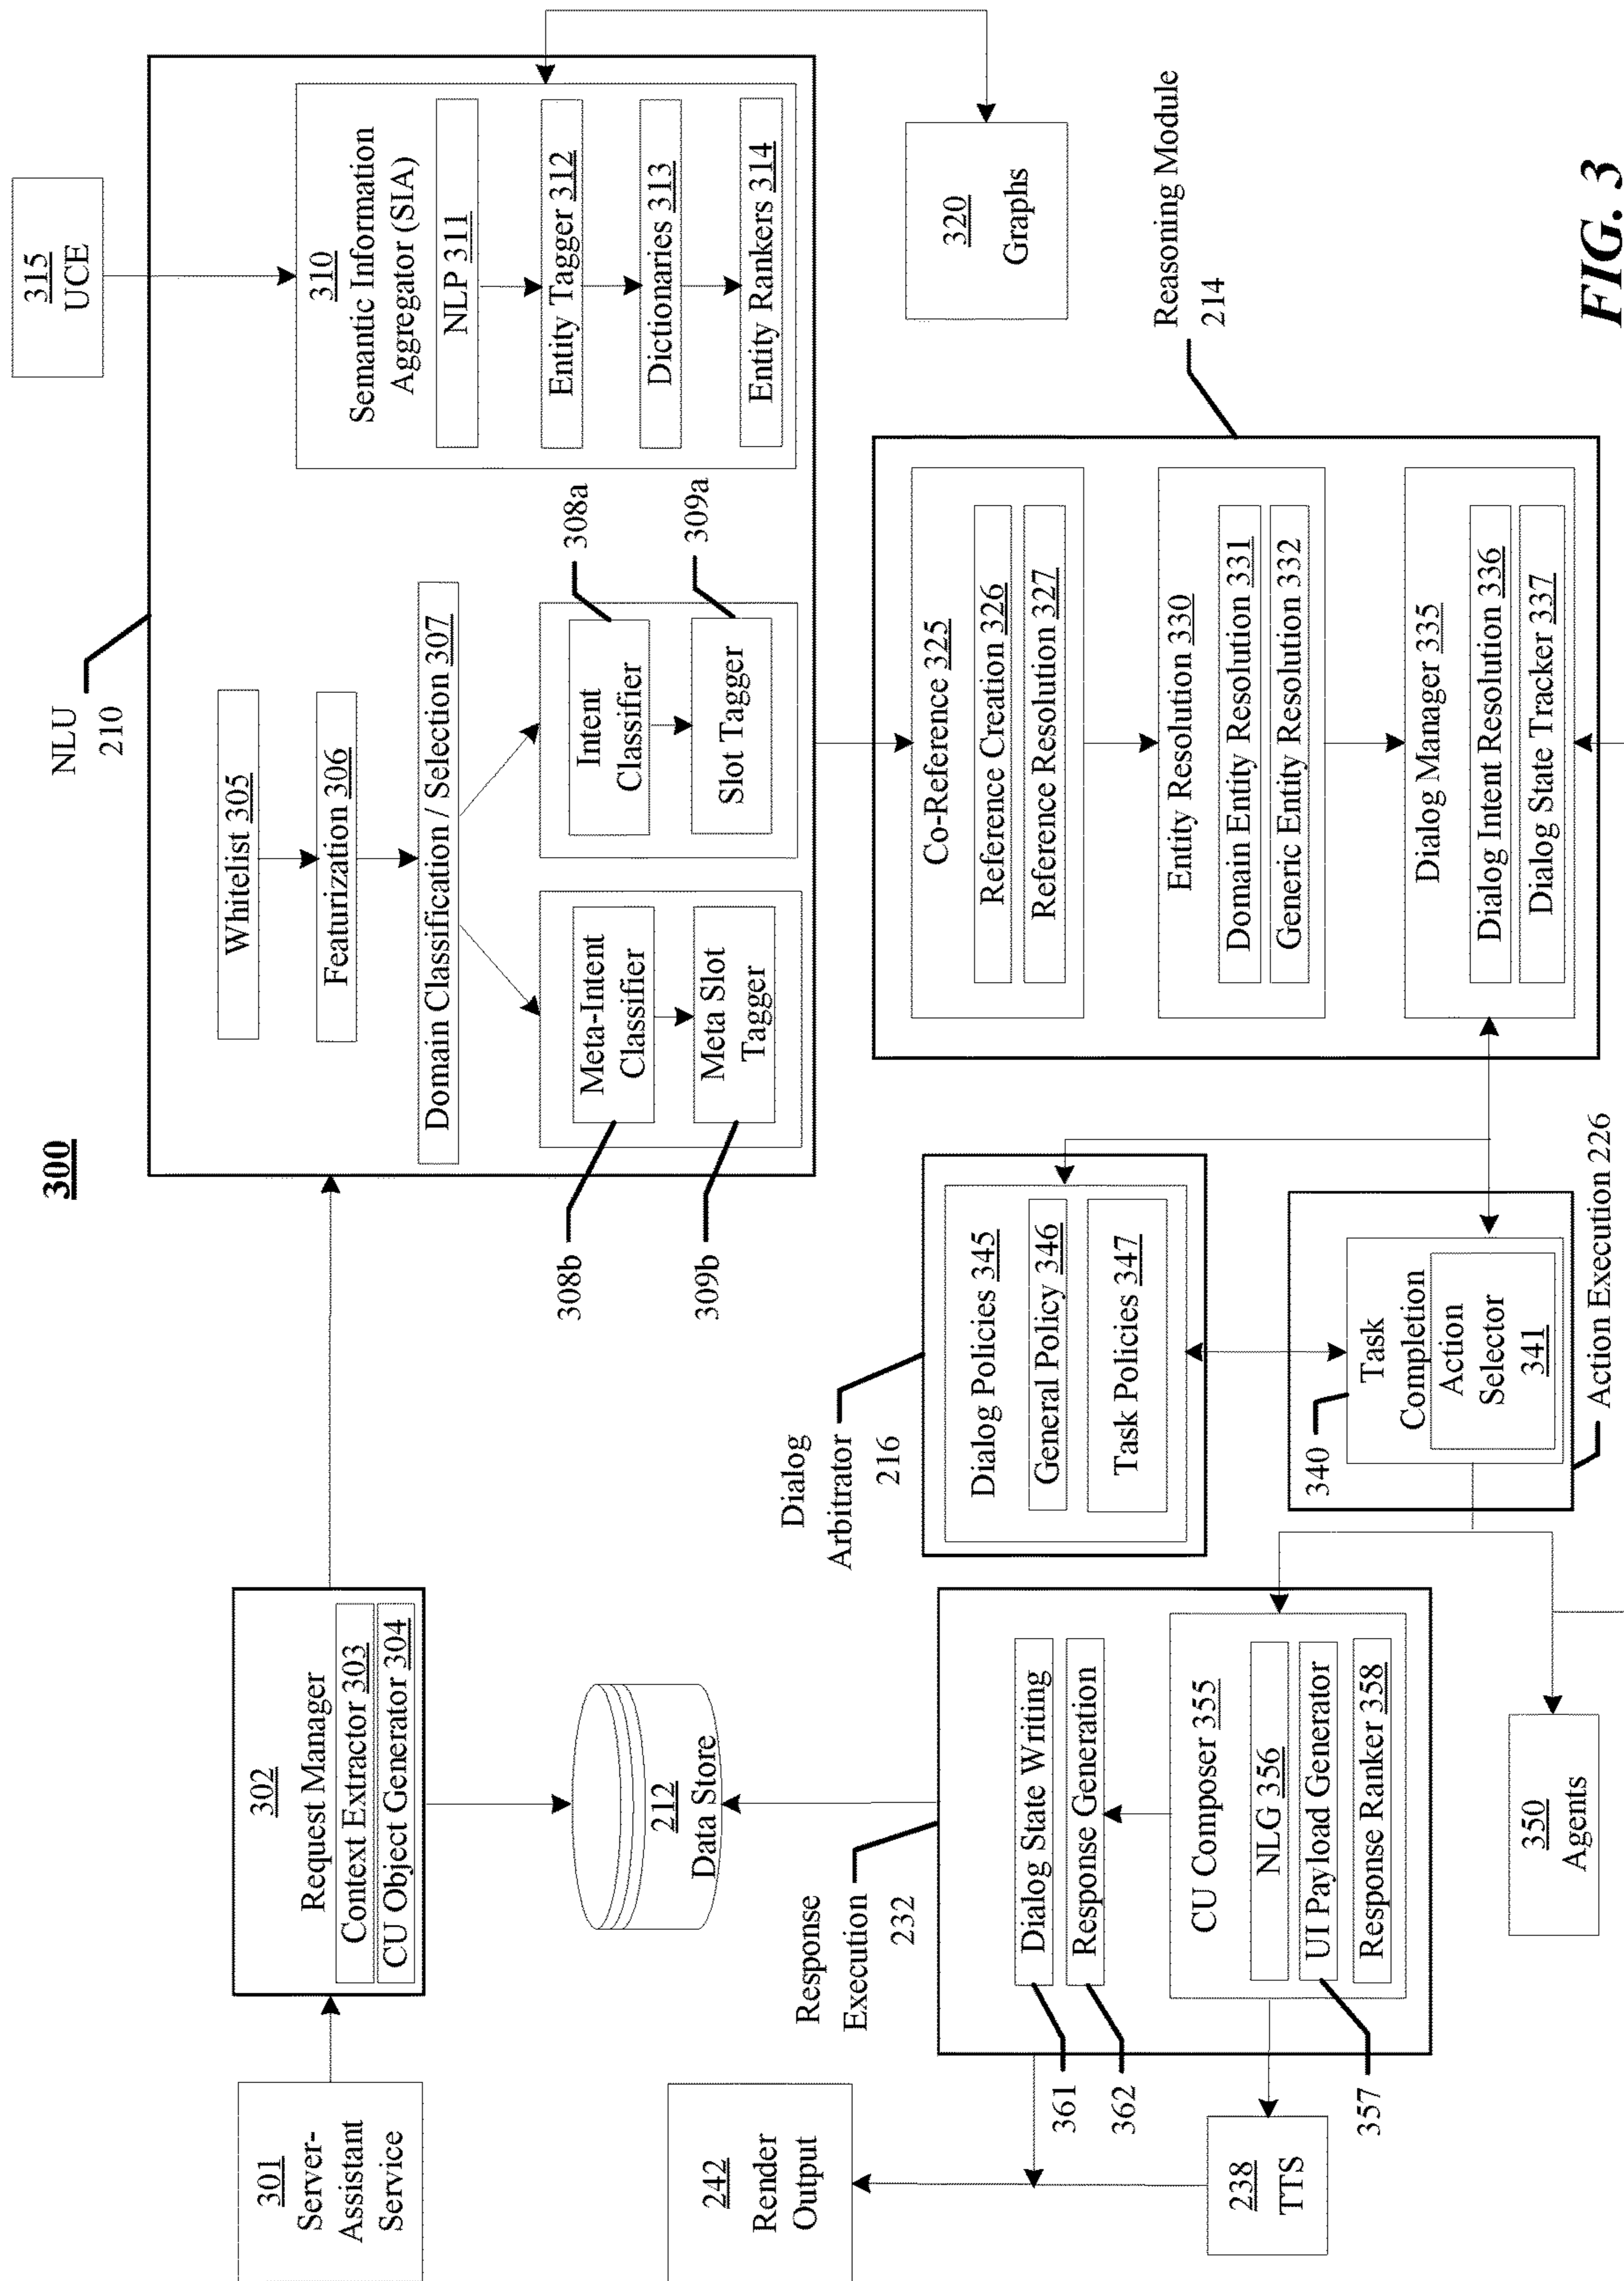 300
301
Server-
Assistant
Service
302
Request Manager
Context Extractor 303
CU Object Generator 304
212
Data Store
NLU
210
Whitelist 305
Featurization 306
Domain Classification / Selection 307
Meta-Intent
Classifier
Meta Slot
Tagger
308b
309b
Intent
Classifier
Slot Tagger
308a
309a
310
Semantic Information
Aggregator (SIA)
NLP 311
Entity Tagger 312
Dictionaries 313
Entity Rankers 314
315
UCE
320
Graphs
Reasoning Module
214
Co-Reference 325
Reference Creation 326
Reference Resolution 327
Entity Resolution 330
Domain Entity Resolution 331
Generic Entity Resolution 332
Dialog Manager 335
Dialog Intent Resolution 336
Dialog State Tracker 337
Dialog
Arbitrator
216
Dialog Policies 345
General Policy 346
Task Policies 347
340
Task
Completion
Action
Selector
341
Action Execution 226
Response
Execution
232
Dialog State Writing
Response Generation
CU Composer 355
NLG 356
UI Payload Generator
Response Ranker 358
361
362
357
242
Render
Output
238
TTS
350
Agents
FIG. 3